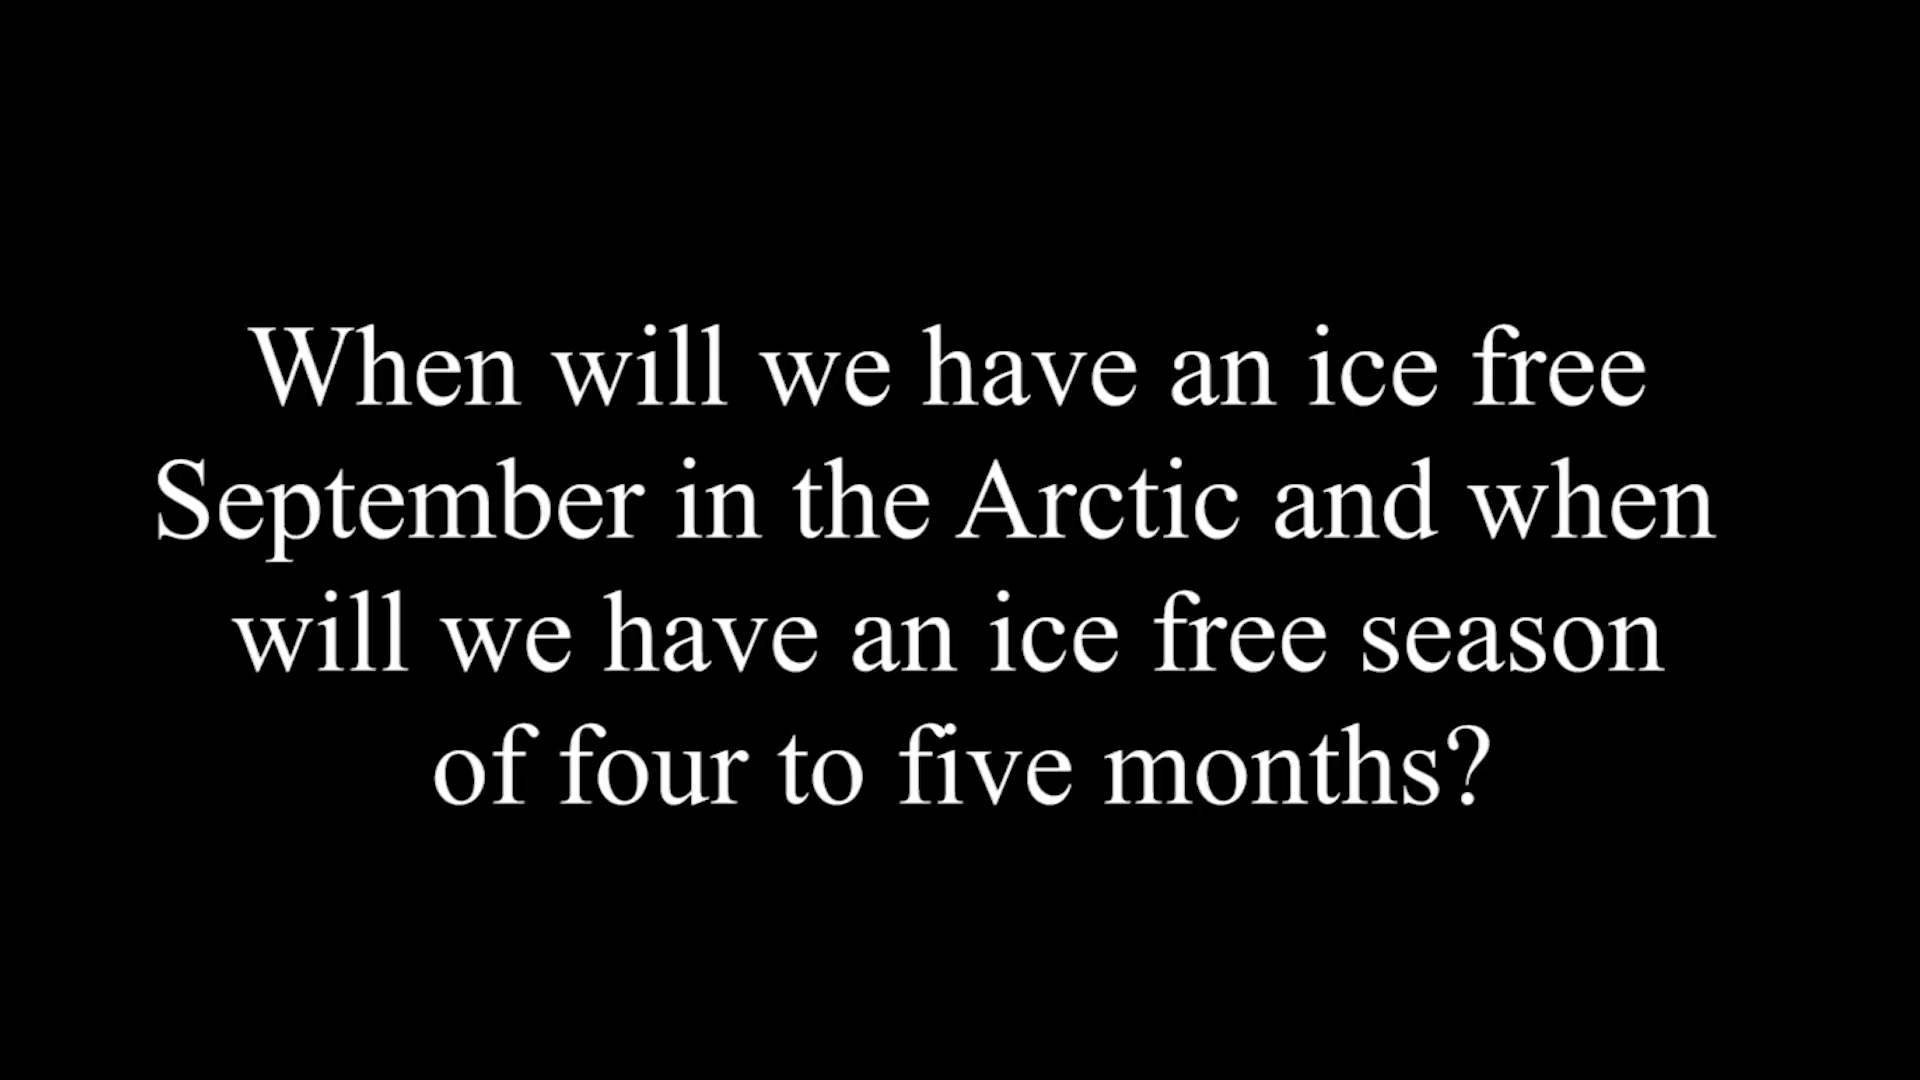 When will we have an ice free
September in the Arctic and when
will we have an ice free season
of four to five months?